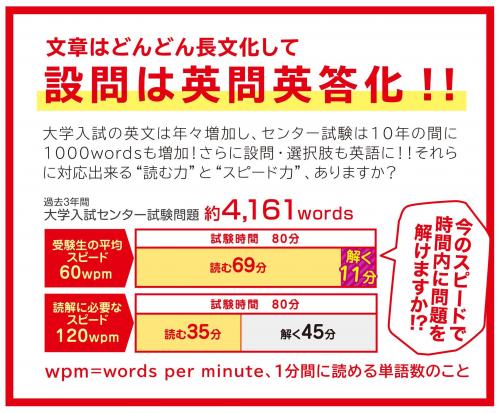 文章はどんどん長文化して
設問は英問英答化!!
大学入試の英文は年々増加し、センター試験は10年の間に
1000wordsも増加!さらに設問・選択肢も英語に!!それら
に対応出来る“読む力”と“スピード力”、ありますか?
過去3年間
大学入試センター試験問題 約4,161words
受験生の平均
スピード
60wpm
試験時間 80分
読む69分
解く
11分
読解に必要な
スピード
120wpm
試験時間 80分
読む35分
解く45分
今のスピードで
時間内に問題を
解けますか!?
wpm=words per minute、1分間に読める単語数のこと